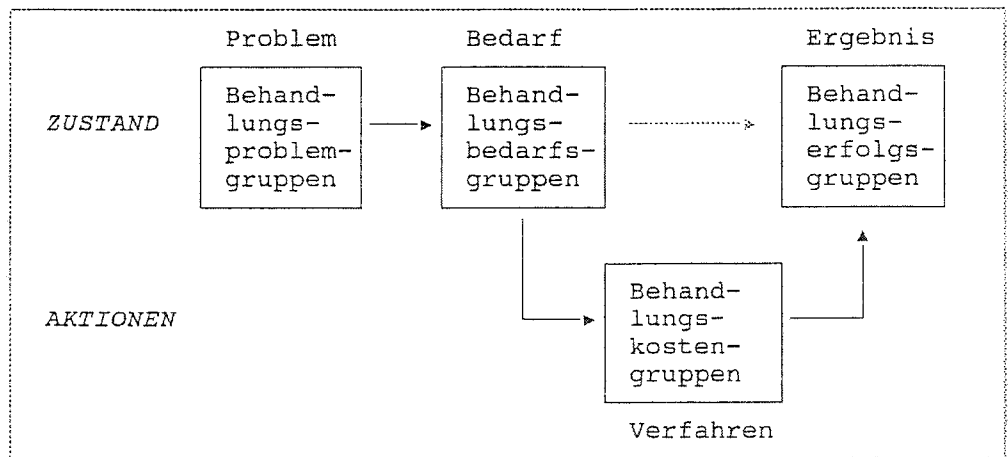 Problem Bedarf Ergebnis
ZUSTAND
Behand-
lungs-
problem-
gruppen
Behand-
lungs-
bedarfs-
gruppen
Behand-
lungs-
erfolgs-
gruppen
AKTIONEN
Behand-
lungs-
kosten-
gruppen
Verfahren